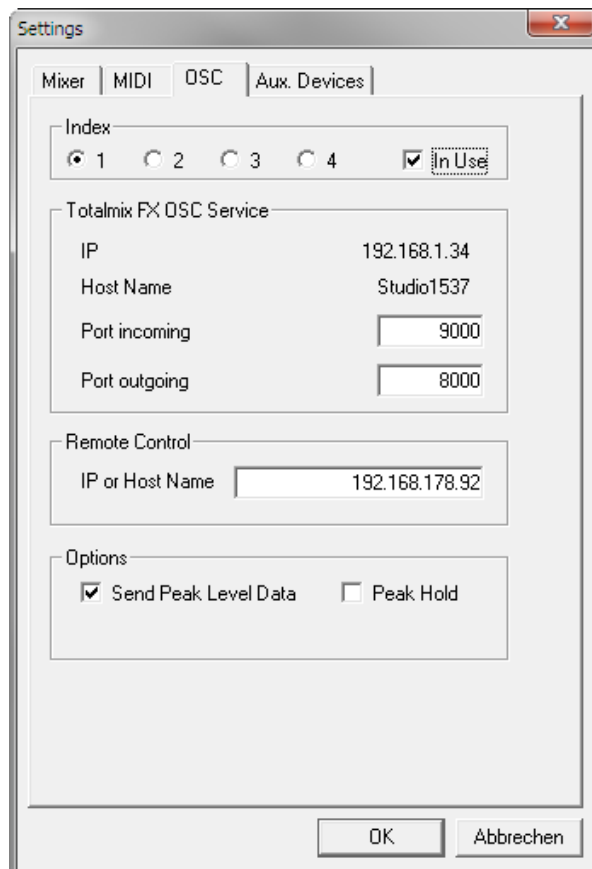 Settings
Mixer MIDI OSC Aux. Devices
Index
1 2 3 4 In Use
Totalmix FX OSC Service
IP 192.168.1.34
Host Name Studio1537
Port incoming 9000
Port outgoing 8000
Remote Control
IP or Host Name 192.168.178.92
Options
Send Peak Level Data Peak Hold
OK Abbrechen